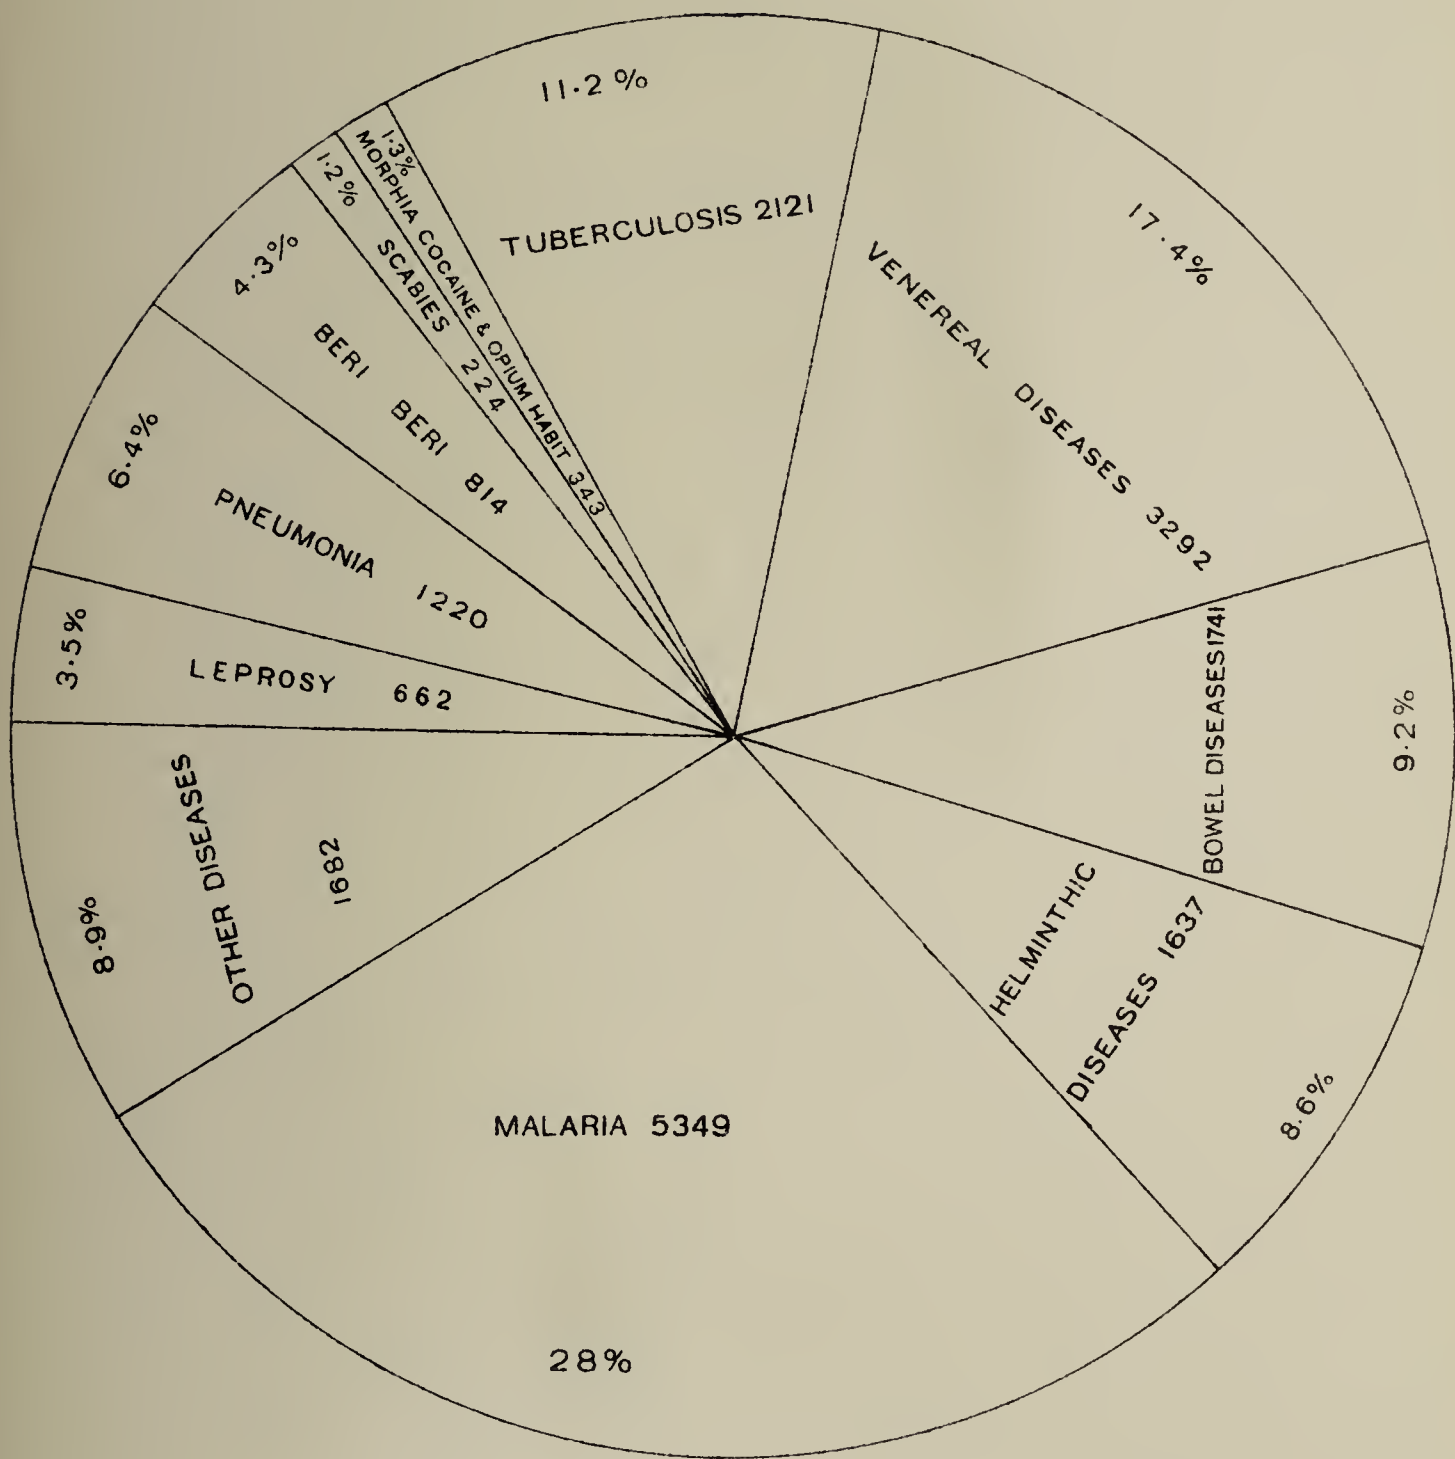 11·2 %
TUBERCULOSIS 2121
17·4%
VENEREAL DISEASES 3292
9·2%
BOWEL DISEASES 1741
8·6%
HELMINTHIC
DISEASES 1637
28%
MALARIA 5349
8·9%
OTHER DISEASES
1682
3·5%
LEPROSY 662
6·4%
PNEUMONIA 1220
4·3%
BERI BERI 814
1·2%
SCABIES 224
1·3%
MORPHIA COCAINE & OPIUM HABIT 343